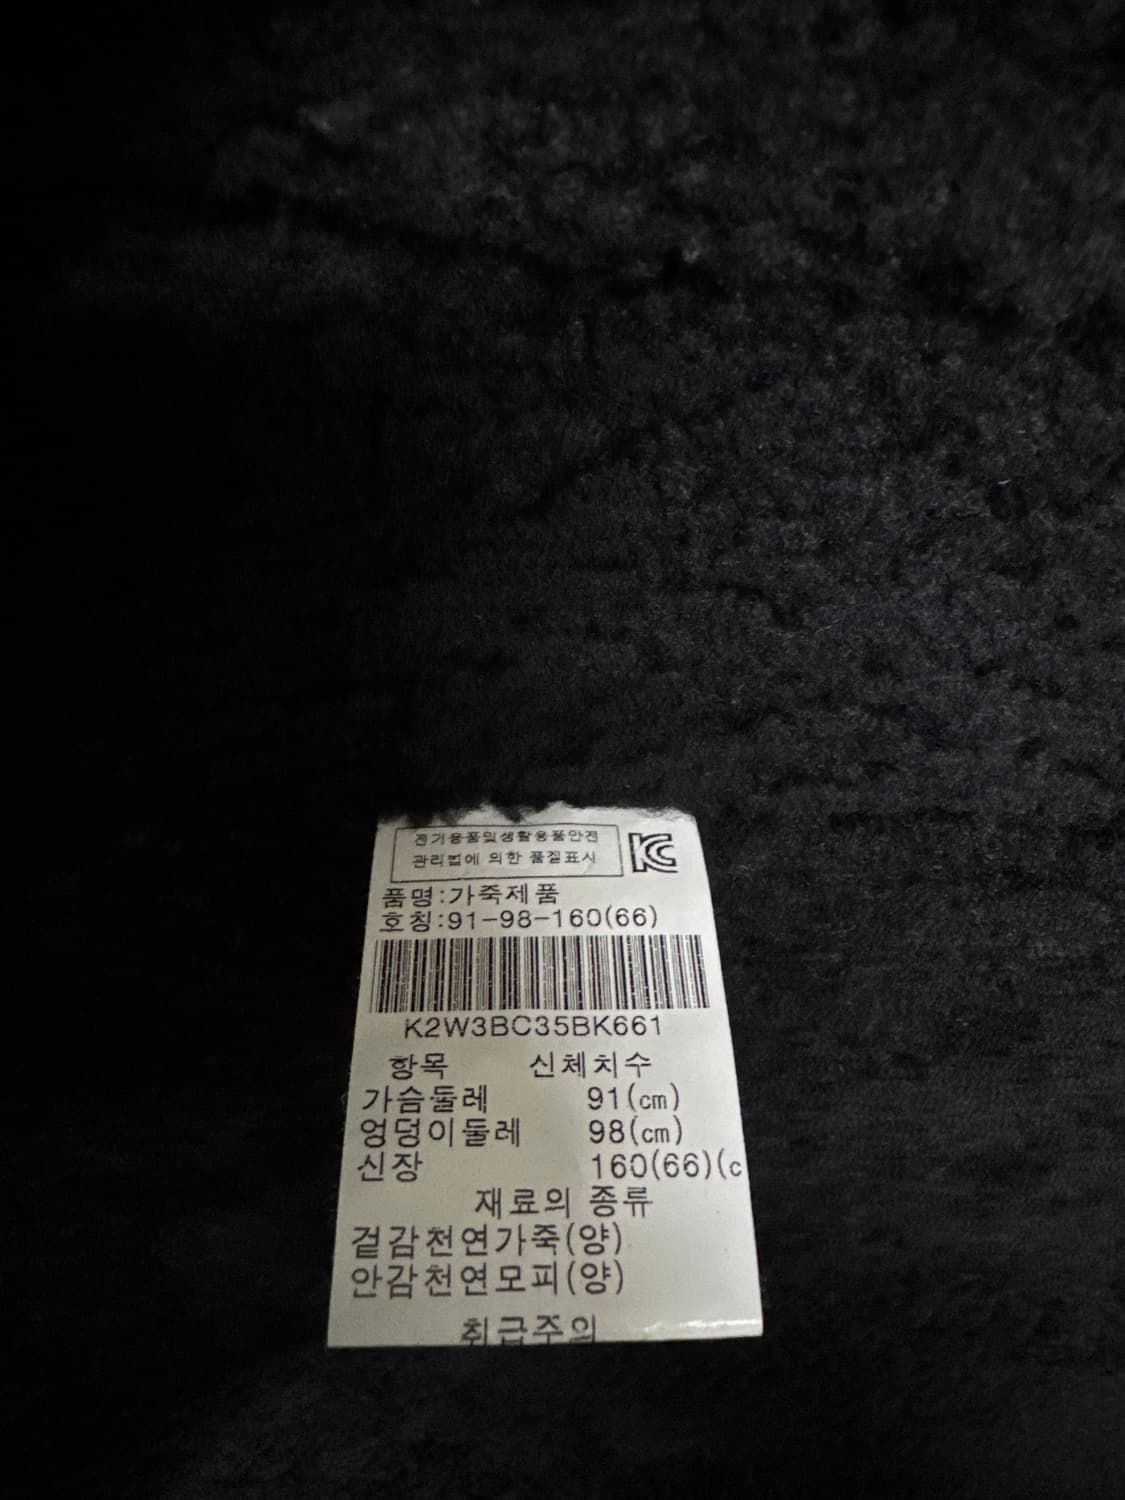 전기용품및생활용품안전
관리법에 의한 품질표시
KC
품명:가죽제품
호칭:91-98-160(66)
K2W3BC35BK661
항목 신체치수
가슴둘레 91(cm)
엉덩이둘레 98(cm)
신장 160(66)(c
재료의 종류
겉감천연가죽(양)
안감천연모피(양)
취급주의